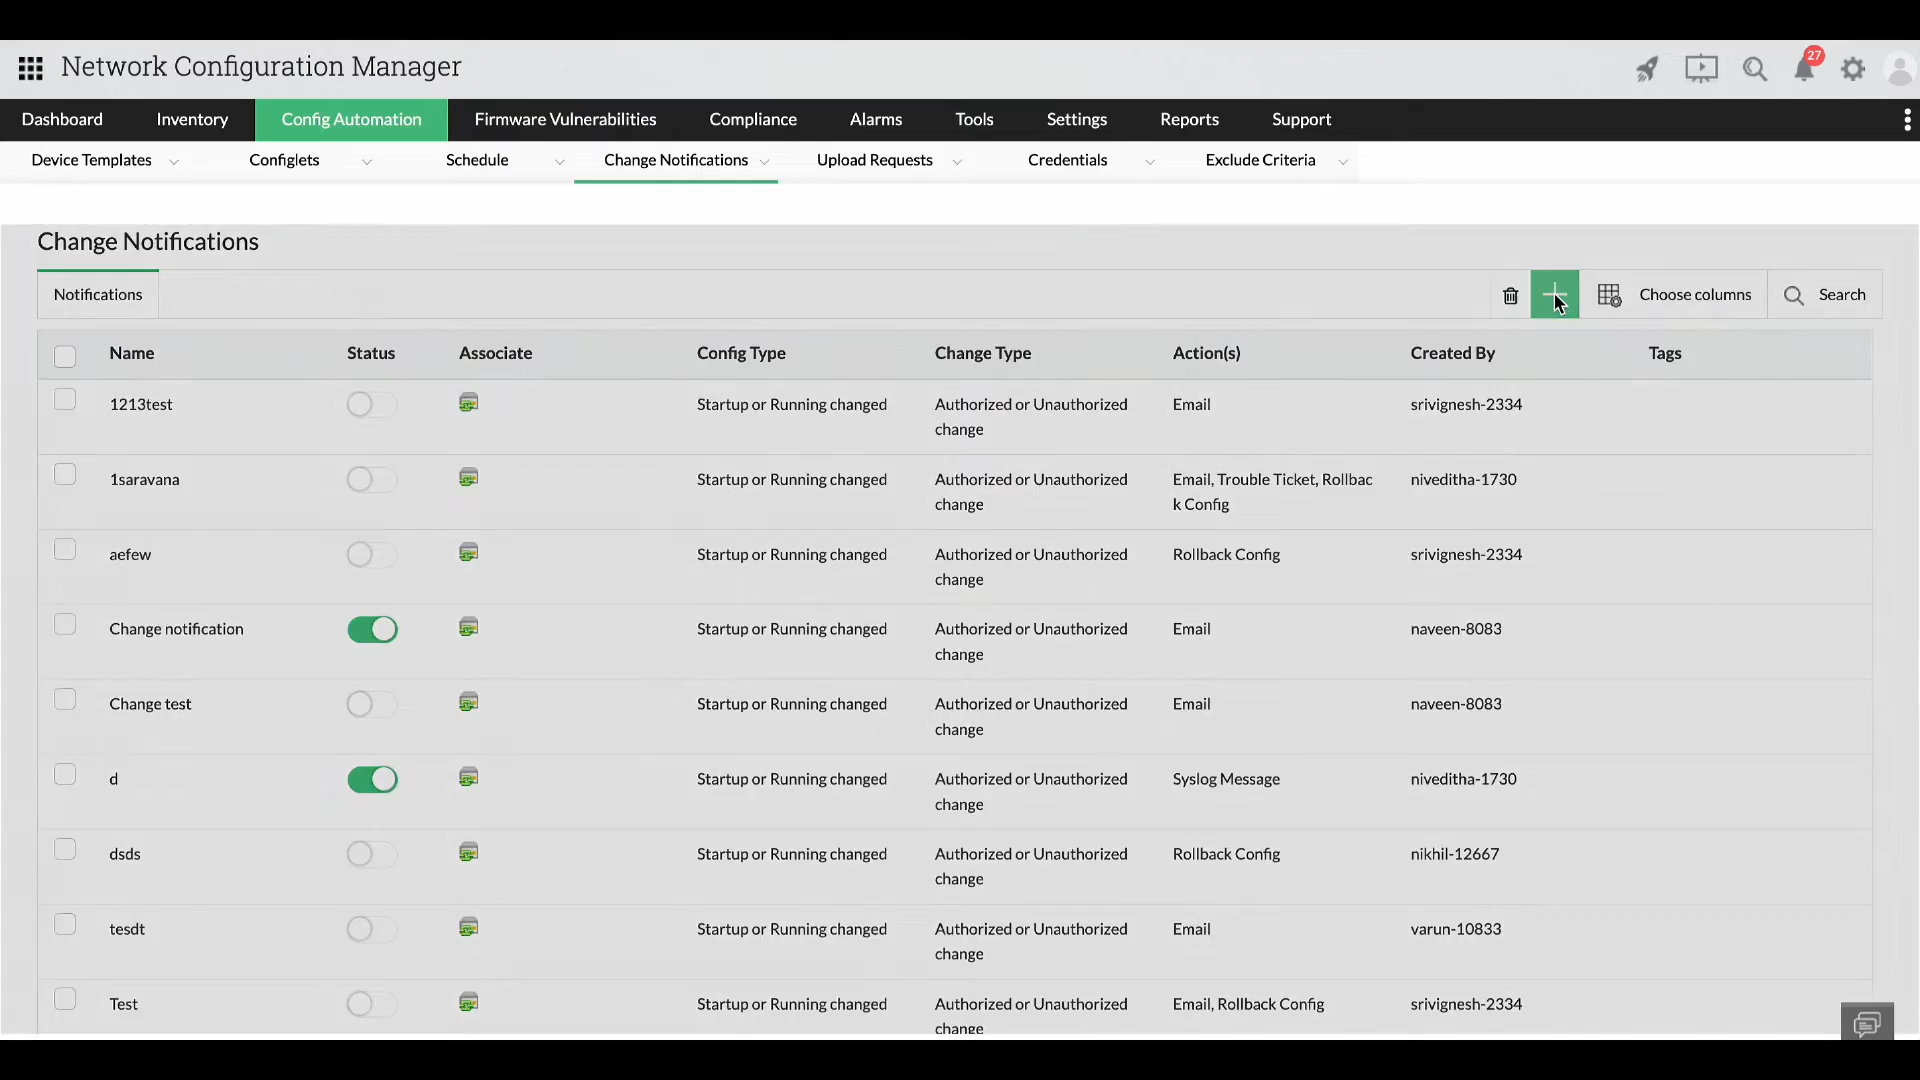 Network Configuration Manager
27
Dashboard Inventory Config Automation Firmware Vulnerabilities Compliance Alarms Tools Settings Reports Support
Device Templates Configlets Schedule Change Notifications Upload Requests Credentials Exclude Criteria
Change Notifications
Notifications Choose columns Search
Name Status Associate Config Type Change Type Action(s) Created By Tags
1213test Startup or Running changed Authorized or Unauthorized Email srivignesh-2334
change
1saravana Startup or Running changed Authorized or Unauthorized Email, Trouble Ticket, Rollbac niveditha-1730
change k Config
aefew Startup or Running changed Authorized or Unauthorized Rollback Config srivignesh-2334
change
Change notification Startup or Running changed Authorized or Unauthorized Email naveen-8083
change
Change test Startup or Running changed Authorized or Unauthorized Email naveen-8083
change
d Startup or Running changed Authorized or Unauthorized Syslog Message niveditha-1730
change
dsds Startup or Running changed Authorized or Unauthorized Rollback Config nikhil-12667
change
tesdt Startup or Running changed Authorized or Unauthorized Email varun-10833
change
Test Startup or Running changed Authorized or Unauthorized Email, Rollback Config srivignesh-2334
change